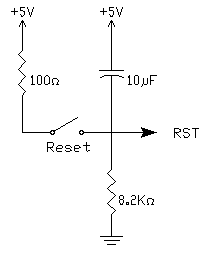 +5V +5V
100Ω 10µF
Reset RST
8.2KΩ